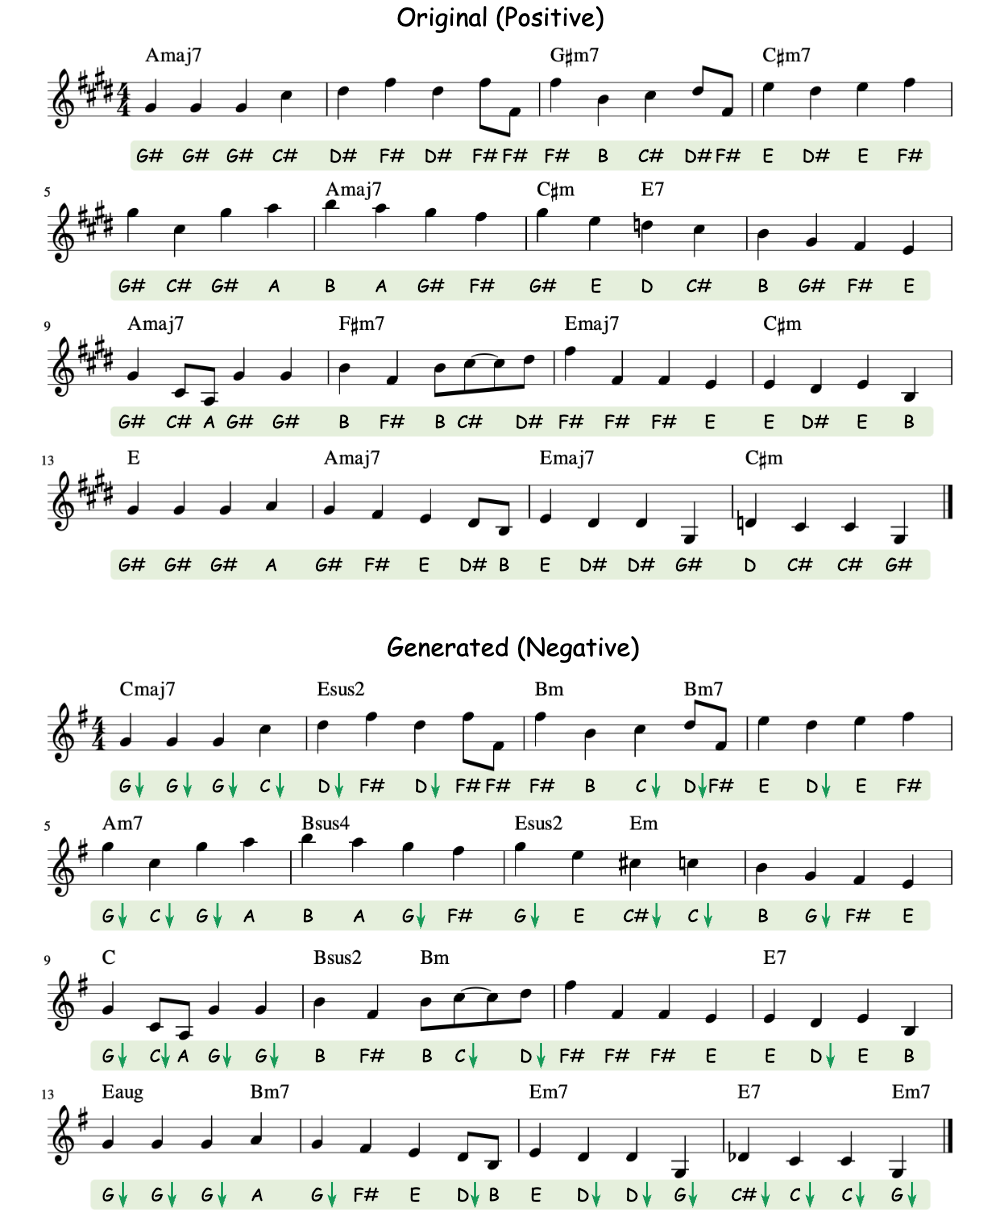 Original (Positive)
Amaj7 G♯m7 C♯m7
4
4
G# G# G# C# D# F# D# F# F# F# B C# D# F# E D# E F#
5 Amaj7 C♯m E7
G# C# G# A B A G# F# G# E D C# B G# F# E
9 Amaj7 F♯m7 Emaj7 C♯m
G# C# A G# G# B F# B C# D# F# F# F# E E D# E B
13 E Amaj7 Emaj7 C♯m
G# G# G# A G# F# E D# B E D# D# G# D C# C# G#
Generated (Negative)
Cmaj7 Esus2 Bm Bm7
4
4
G↓ G↓ G↓ C↓ D↓ F# D↓ F# F# F# B C↓ D↓ F# E D↓ E F#
5 Am7 Bsus4 Esus2 Em
G↓ C↓ G↓ A B A G↓ F# G↓ E C#↓ C↓ B G↓ F# E
9 C Bsus2 Bm E7
G↓ C↓ A G↓ G↓ B F# B C↓ D↓ F# F# F# E E D↓ E B
13 Eaug Bm7 Em7 E7 Em7
G↓ G↓ G↓ A G↓ F# E D↓ B E D↓ D↓ G↓ C#↓ C↓ C↓ G↓